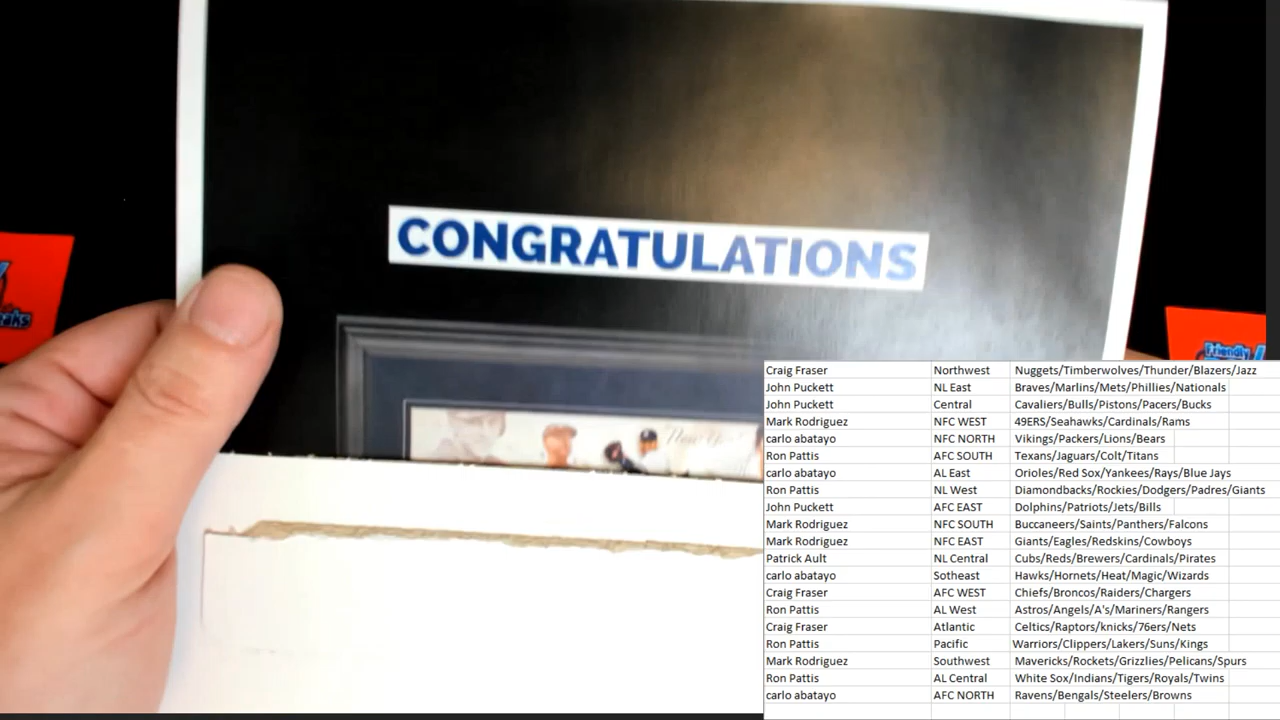 CONGRATULATIONS
New Yo
eaks
Friendly
Craig Fraser Northwest Nuggets/Timberwolves/Thunder/Blazers/Jazz
John Puckett NL East Braves/Marlins/Mets/Phillies/Nationals
John Puckett Central Cavaliers/Bulls/Pistons/Pacers/Bucks
Mark Rodriguez NFC WEST 49ERS/Seahawks/Cardinals/Rams
carlo abatayo NFC NORTH Vikings/Packers/Lions/Bears
Ron Pattis AFC SOUTH Texans/Jaguars/Colt/Titans
carlo abatayo AL East Orioles/Red Sox/Yankees/Rays/Blue Jays
Ron Pattis NL West Diamondbacks/Rockies/Dodgers/Padres/Giants
John Puckett AFC EAST Dolphins/Patriots/Jets/Bills
Mark Rodriguez NFC SOUTH Buccaneers/Saints/Panthers/Falcons
Mark Rodriguez NFC EAST Giants/Eagles/Redskins/Cowboys
Patrick Ault NL Central Cubs/Reds/Brewers/Cardinals/Pirates
carlo abatayo Sotheast Hawks/Hornets/Heat/Magic/Wizards
Craig Fraser AFC WEST Chiefs/Broncos/Raiders/Chargers
Ron Pattis AL West Astros/Angels/A's/Mariners/Rangers
Craig Fraser Atlantic Celtics/Raptors/knicks/76ers/Nets
Ron Pattis Pacific Warriors/Clippers/Lakers/Suns/Kings
Mark Rodriguez Southwest Mavericks/Rockets/Grizzlies/Pelicans/Spurs
Ron Pattis AL Central White Sox/Indians/Tigers/Royals/Twins
carlo abatayo AFC NORTH Ravens/Bengals/Steelers/Browns